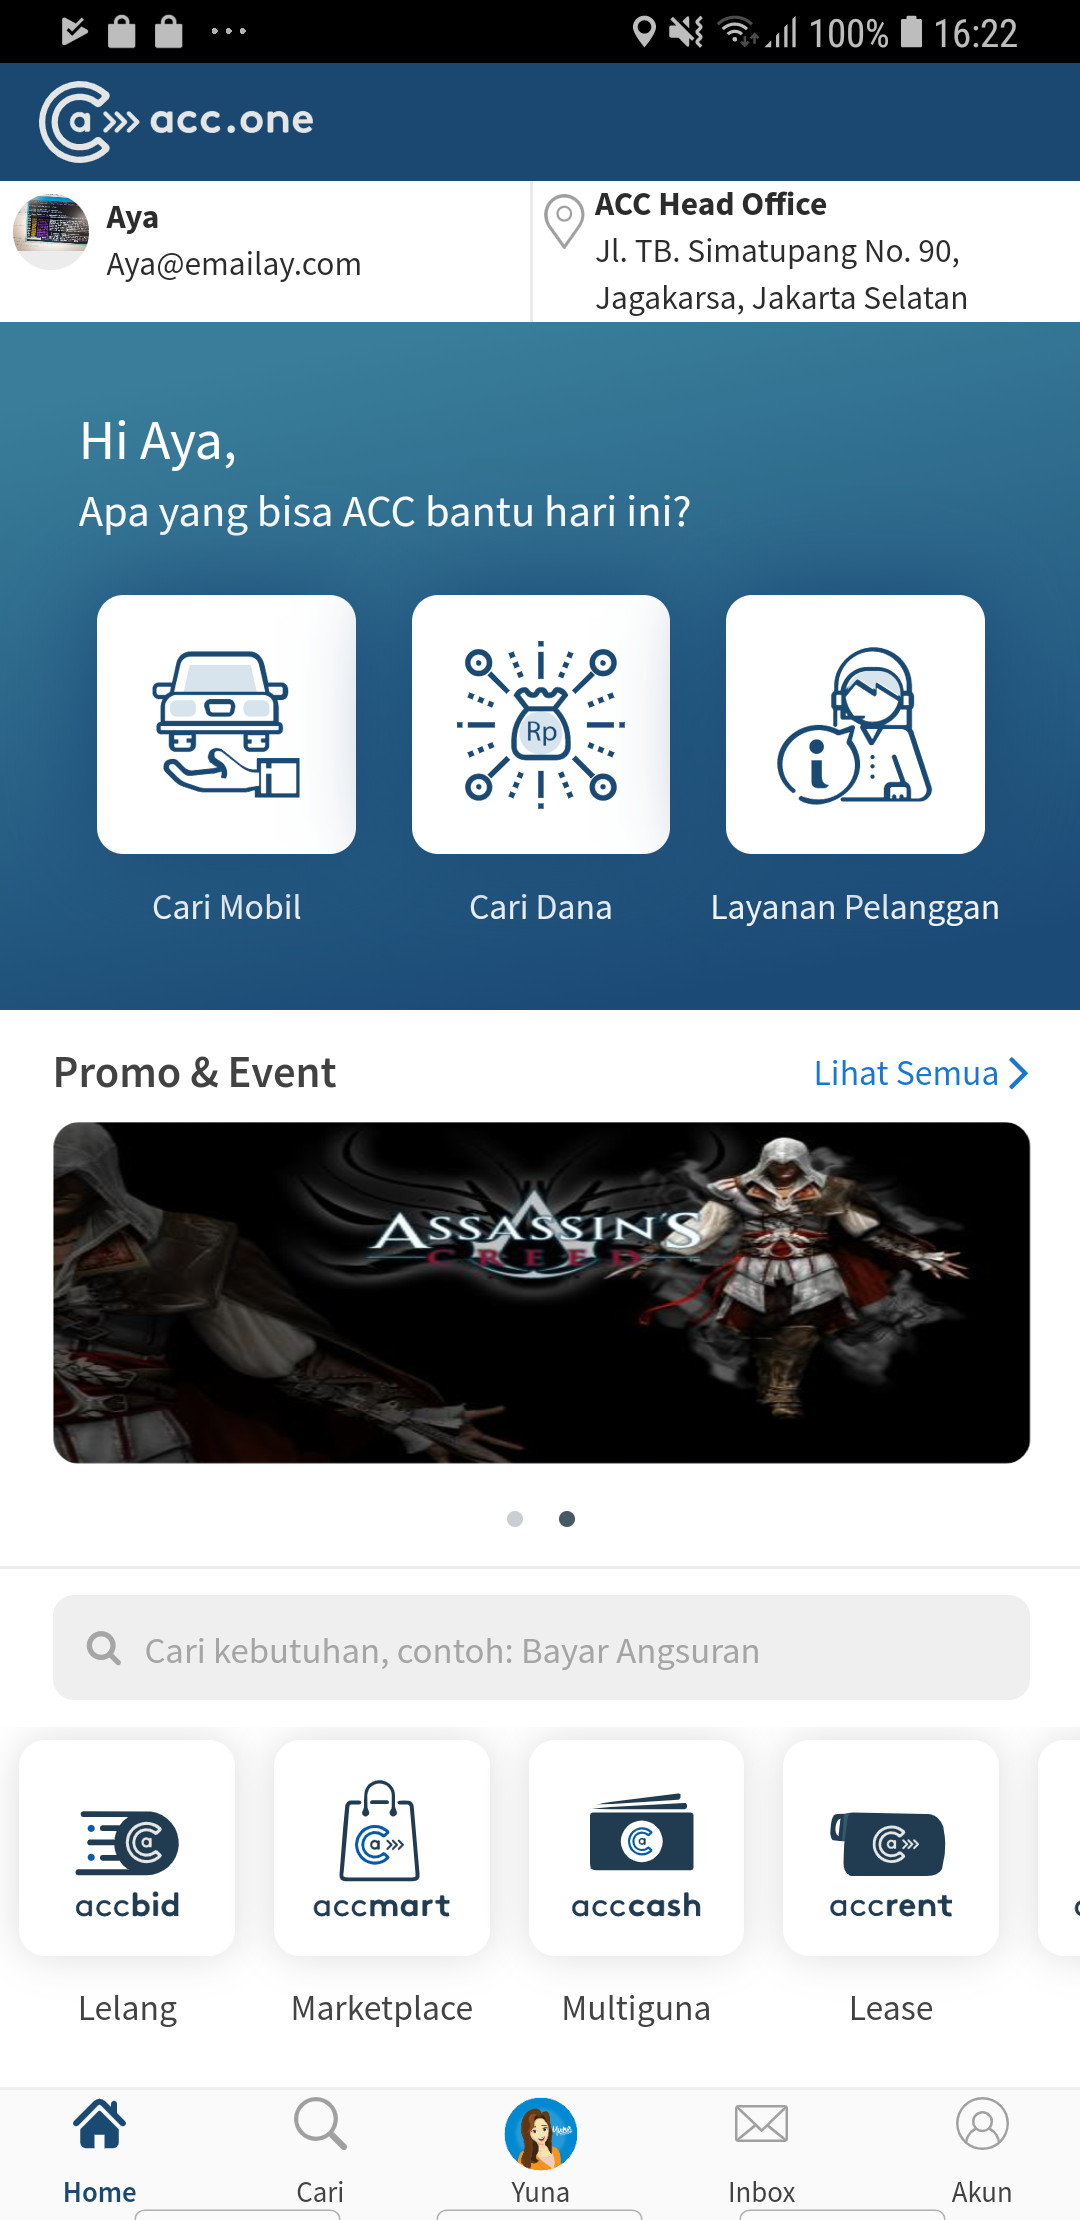 100% 16:22
a acc.one
Aya
Aya@emailay.com
ACC Head Office
Jl. TB. Simatupang No. 90,
Jagakarsa, Jakarta Selatan
Hi Aya,
Apa yang bisa ACC bantu hari ini?
Rp
i
Cari Mobil
Cari Dana
Layanan Pelanggan
Promo & Event
Lihat Semua
ASSASSIN'S
CREED
Cari kebutuhan, contoh: Bayar Angsuran
a
accbid
a
accmart
a
acccash
a
accrent
Lelang
Marketplace
Multiguna
Lease
Home
Cari
Yuna
Inbox
Akun